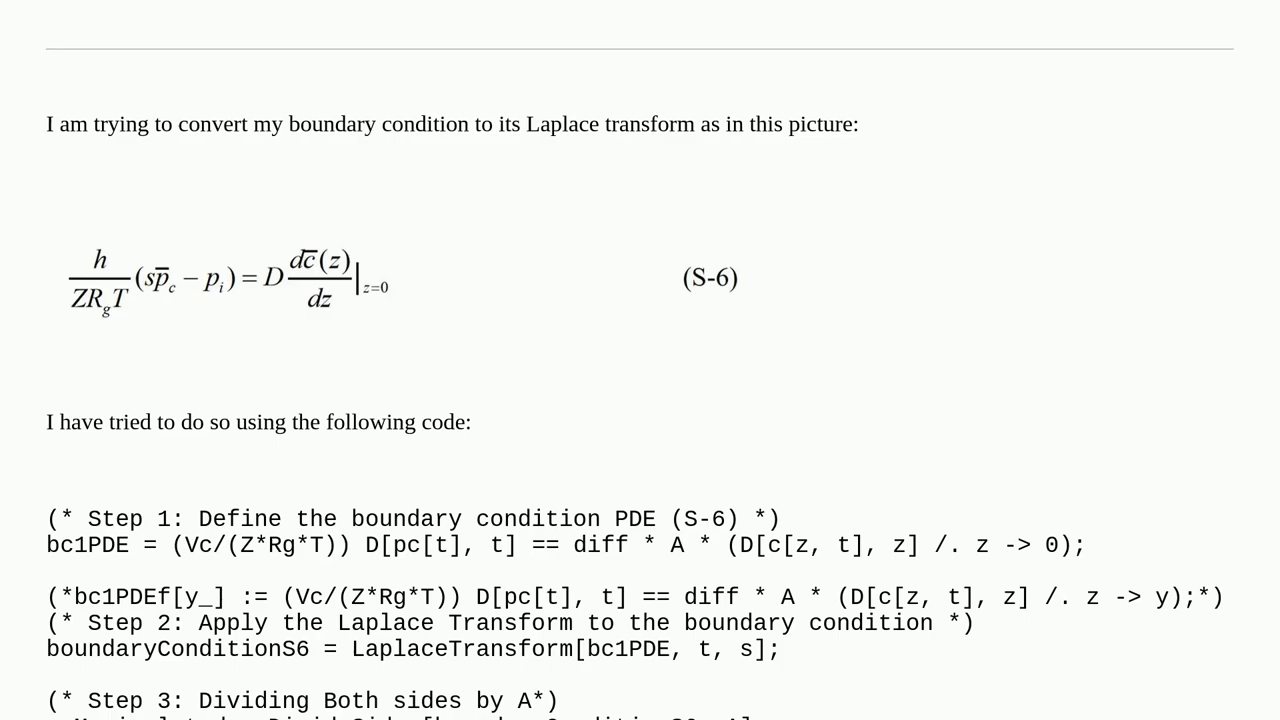 I am trying to convert my boundary condition to its Laplace transform as in this picture:
h/(ZR_gT) (sp̅_c − p_i) = D dc̅(z)/dz |_{z=0} (S-6)
I have tried to do so using the following code:
(* Step 1: Define the boundary condition PDE (S-6) *)
bc1PDE = (Vc/(Z*Rg*T)) D[pc[t], t] == diff * A * (D[c[z, t], z] /. z -> 0);
(*bc1PDEf[y_] := (Vc/(Z*Rg*T)) D[pc[t], t] == diff * A * (D[c[z, t], z] /. z -> y);*)
(* Step 2: Apply the Laplace Transform to the boundary condition *)
boundaryConditionS6 = LaplaceTransform[bc1PDE, t, s];
(* Step 3: Dividing Both sides by A*)